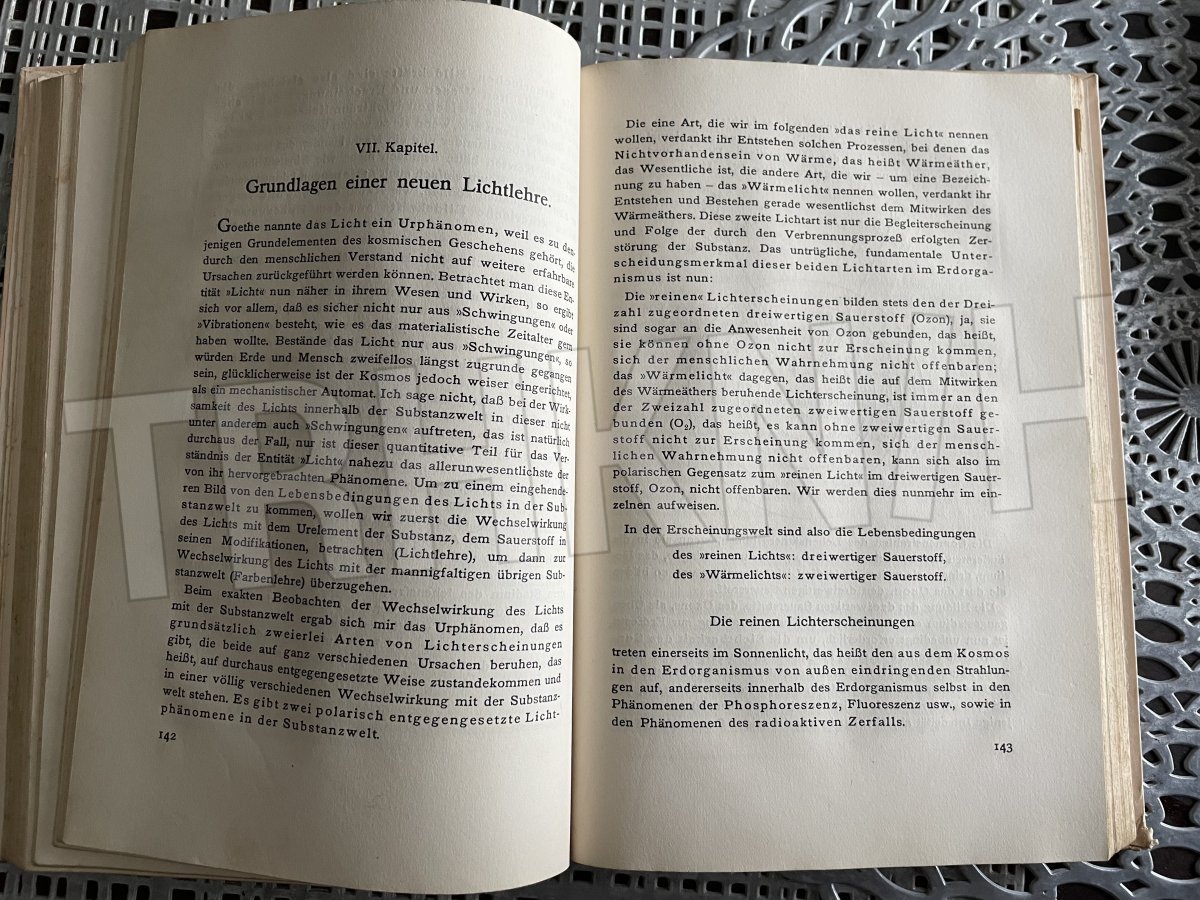 VII. Kapitel.
Grundlagen einer neuen Lichtlehre.
Goethe nannte das Licht ein Urphänomen, weil es zu den-
jenigen Grundelementen des kosmischen Geschehens gehört, die
durch den menschlichen Verstand nicht auf weitere erfahrbare
Ursachen zurückgeführt werden können. Betrachtet man diese En-
tität »Licht« nun näher in ihrem Wesen und Wirken, so ergibt
sich vor allem, daß es sicher nicht nur aus »Schwingungen« oder
»Vibrationen« besteht, wie es das materialistische Zeitalter gern
haben wollte. Bestände das Licht nur aus »Schwingungen«, so
würden Erde und Mensch zweifellos längst zugrunde gegangen
sein, glücklicherweise ist der Kosmos jedoch weiser eingerichtet,
als ein mechanistischer Automat. Ich sage nicht, daß bei der Wirk-
samkeit des Lichts innerhalb der Substanzwelt in dieser nicht
unter anderem auch »Schwingungen« auftreten, das ist natürlich
durchaus der Fall, nur ist dieser quantitative Teil für das Ver-
ständnis der Entität »Licht« nahezu das allerunwesentlichste der
von ihr hervorgebrachten Phänomene. Um zu einem eingehende-
ren Bild von den Lebensbedingungen des Lichts in der Sub-
stanzwelt zu kommen, wollen wir zuerst die Wechselwirkung
des Lichts mit dem Urelement der Substanz, dem Sauerstoff in
seinen Modifikationen, betrachten (Lichtlehre), um dann zur
Wechselwirkung des Lichts mit der mannigfaltigen übrigen Sub-
stanzwelt (Farbenlehre) überzugehen.
Beim exakten Beobachten der Wechselwirkung des Lichts
mit der Substanzwelt ergab sich mir das Urphänomen, daß es
grundsätzlich zweierlei Arten von Lichterscheinungen
gibt, die beide auf ganz verschiedenen Ursachen beruhen, das
heißt, auf durchaus entgegengesetzte Weise zustandekommen und
in einer völlig verschiedenen Wechselwirkung mit der Substanz-
welt stehen. Es gibt zwei polarisch entgegengesetzte Licht-
phänomene in der Substanzwelt.
142
Die eine Art, die wir im folgenden »das reine Licht« nennen
wollen, verdankt ihr Entstehen solchen Prozessen, bei denen das
Nichtvorhandensein von Wärme, das heißt Wärmeäther,
das Wesentliche ist, die andere Art, die wir – um eine Bezeich-
nung zu haben – das »Wärmelicht« nennen wollen, verdankt ihr
Entstehen und Bestehen gerade wesentlichst dem Mitwirken des
Wärmeäthers. Diese zweite Lichtart ist nur die Begleiterscheinung
und Folge der durch den Verbrennungsprozeß erfolgten Zer-
störung der Substanz. Das untrügliche, fundamentale Unter-
scheidungsmerkmal dieser beiden Lichtarten im Erdorga-
nismus ist nun:
Die »reinen« Lichterscheinungen bilden stets den der Drei-
zahl zugeordneten dreiwertigen Sauerstoff (Ozon), ja, sie
sind sogar an die Anwesenheit von Ozon gebunden, das heißt,
sie können ohne Ozon nicht zur Erscheinung kommen,
sich der menschlichen Wahrnehmung nicht offenbaren;
das »Wärmelicht« dagegen, das heißt die auf dem Mitwirken
des Wärmeäthers beruhende Lichterscheinung, ist immer an den
der Zweizahl zugeordneten zweiwertigen Sauerstoff ge-
bunden (O₂), das heißt, es kann ohne zweiwertigen Sauer-
stoff nicht zur Erscheinung kommen, sich der mensch-
lichen Wahrnehmung nicht offenbaren, kann sich also im
polarischen Gegensatz zum »reinen Licht« im dreiwertigen Sauer-
stoff, Ozon, nicht offenbaren. Wir werden dies nunmehr im ein-
zelnen aufweisen.
In der Erscheinungswelt sind also die Lebensbedingungen
des »reinen Lichts«: dreiwertiger Sauerstoff,
des »Wärmelichts«: zweiwertiger Sauerstoff.
Die reinen Lichterscheinungen
treten einerseits im Sonnenlicht, das heißt den aus dem Kosmos
in den Erdorganismus von außen eindringenden Strahlun-
gen auf, andererseits innerhalb des Erdorganismus selbst in den
Phänomenen der Phosphoreszenz, Fluoreszenz usw., sowie in
den Phänomenen des radioaktiven Zerfalls.
143